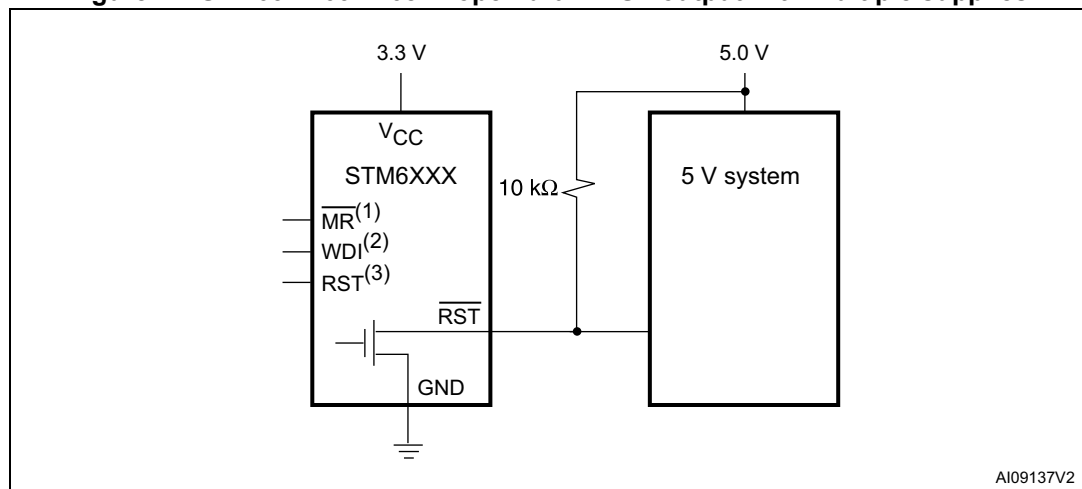 3.3 V
5.0 V
VCC
STM6XXX
10 kΩ
5 V system
MR(1)
WDI(2)
RST(3)
RST
GND
AI09137V2